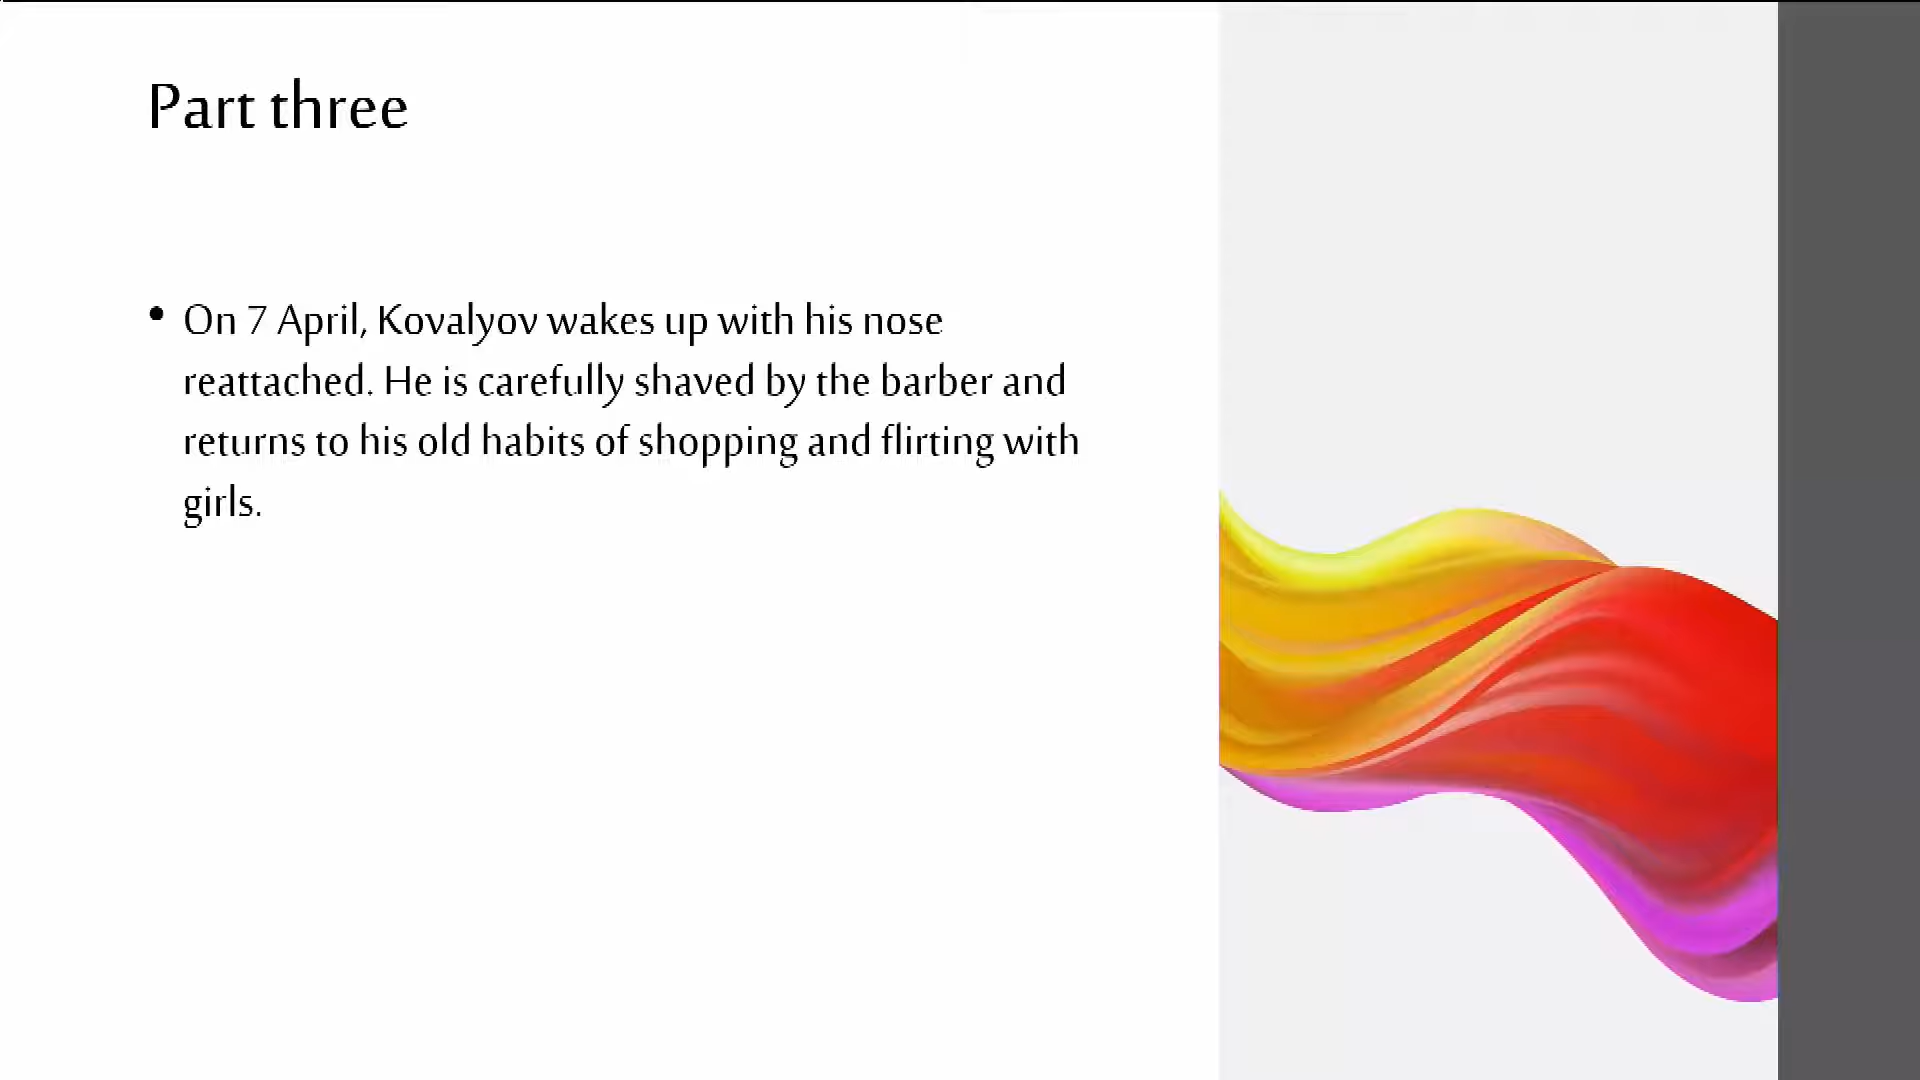 Part three
• On 7 April, Kovalyov wakes up with his nose
reattached. He is carefully shaved by the barber and
returns to his old habits of shopping and flirting with
girls.